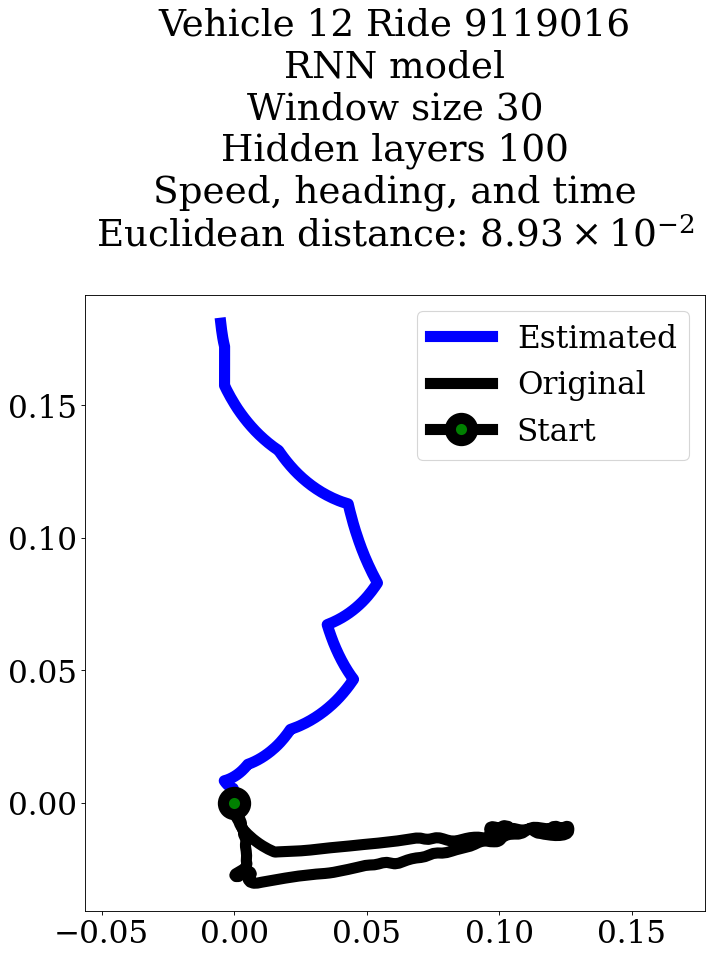 Vehicle 12 Ride 9119016
RNN model
Window size 30
Hidden layers 100
Speed, heading, and time
Euclidean distance: 8.93 × 10⁻²
Estimated
Original
Start
0.15
0.10
0.05
0.00
−0.05 0.00 0.05 0.10 0.15